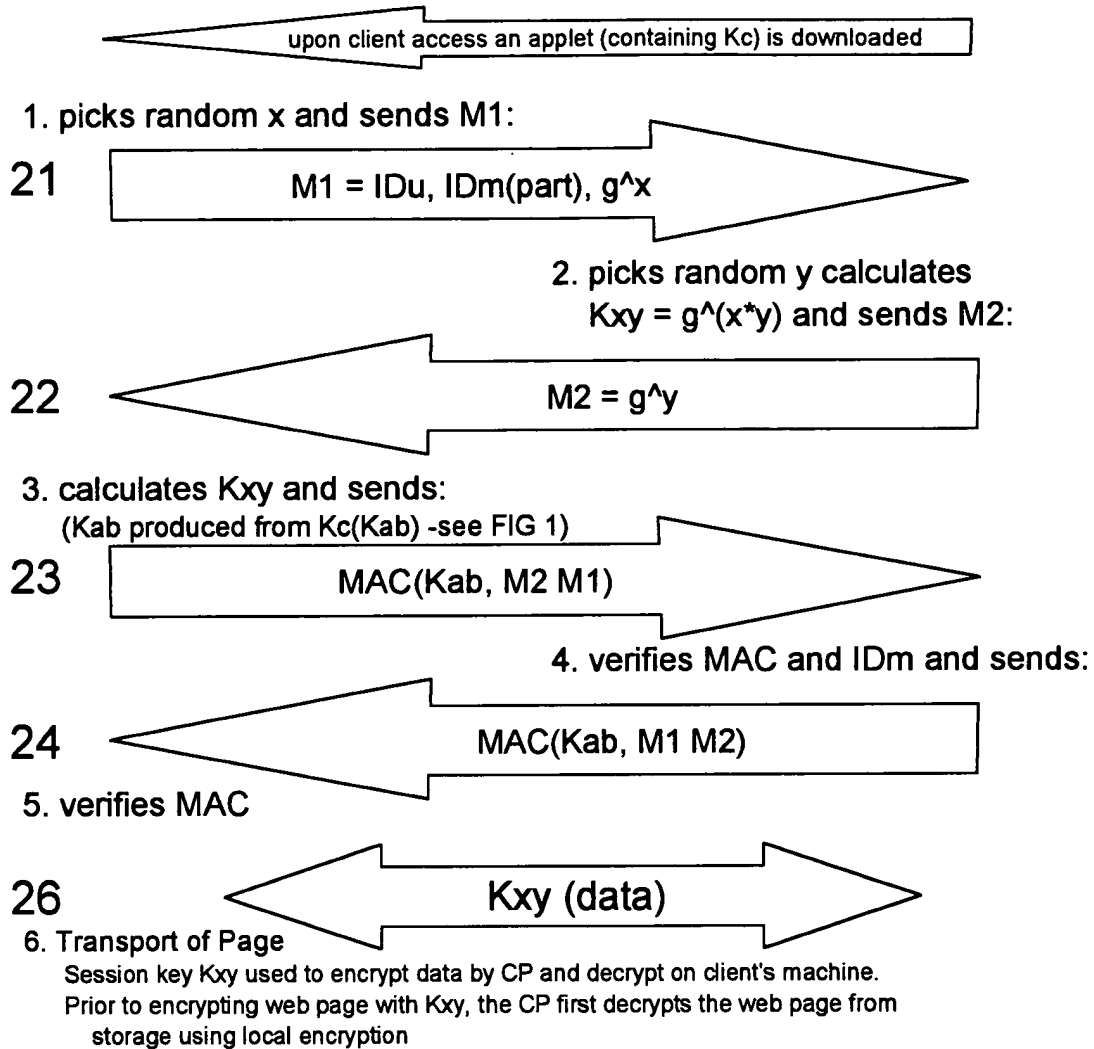 upon client access an applet (containing Kc) is downloaded
1. picks random x and sends M1:
21
M1 = IDu, IDm(part), g^x
2. picks random y calculates
Kxy = g^(x*y) and sends M2:
22
M2 = g^y
3. calculates Kxy and sends:
(Kab produced from Kc(Kab) -see FIG 1)
23
MAC(Kab, M2 M1)
4. verifies MAC and IDm and sends:
24
MAC(Kab, M1 M2)
5. verifies MAC
26
Kxy (data)
6. Transport of Page
Session key Kxy used to encrypt data by CP and decrypt on client's machine.
Prior to encrypting web page with Kxy, the CP first decrypts the web page from
storage using local encryption